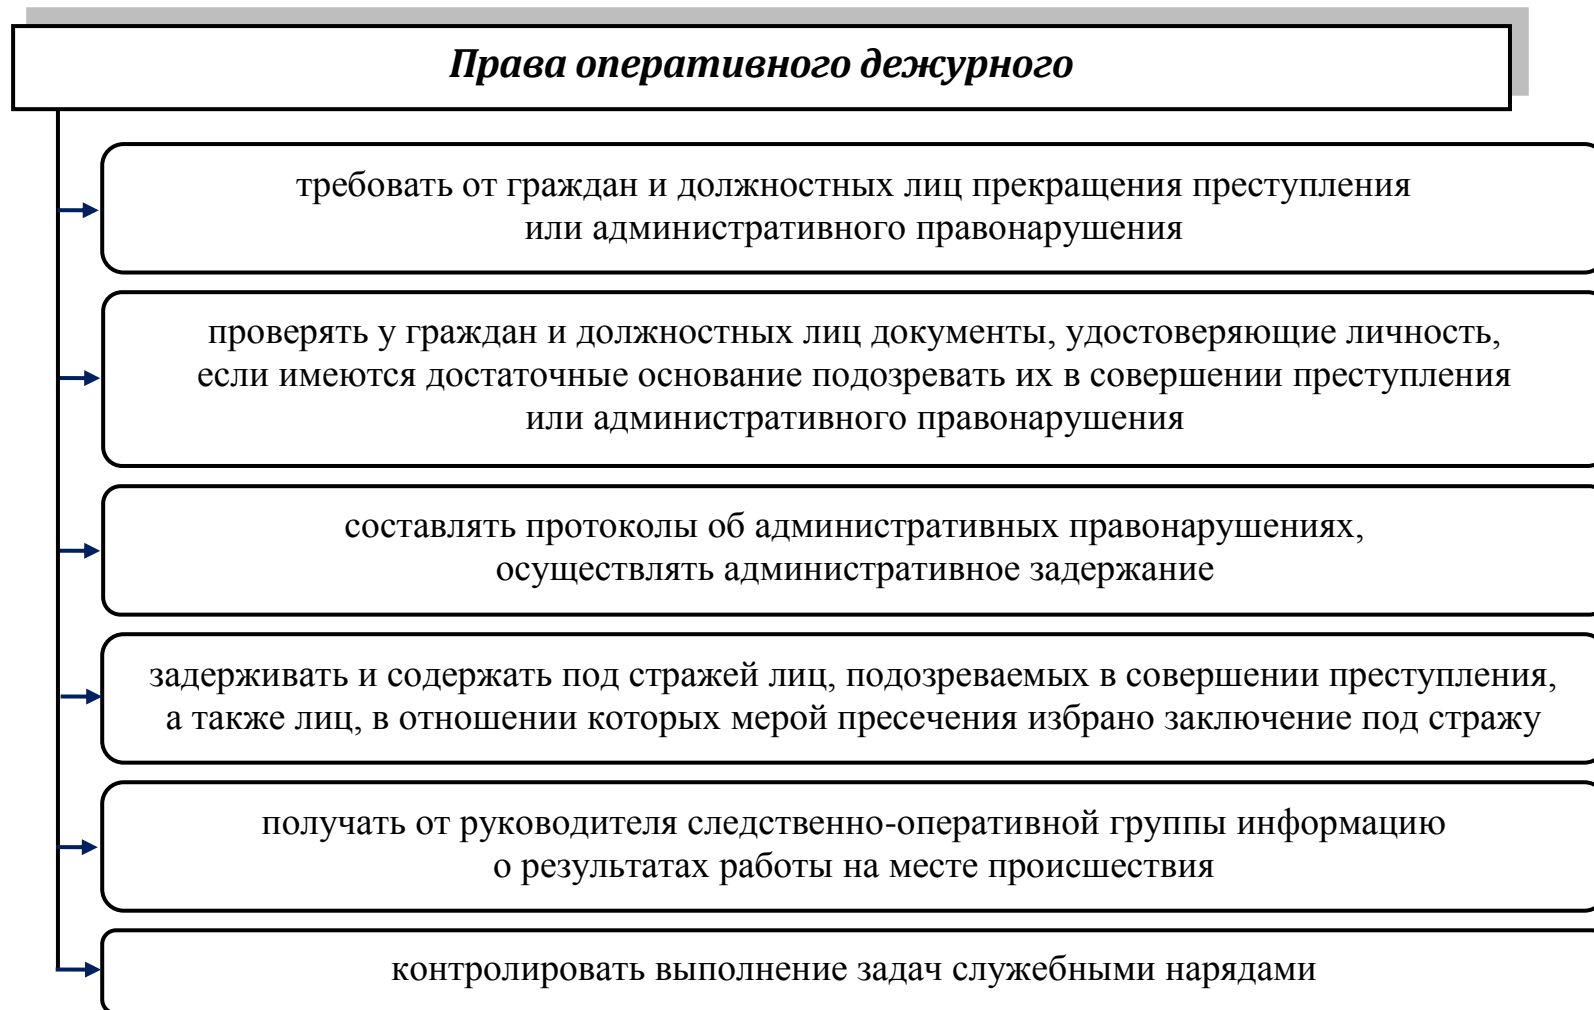 Права оперативного дежурного
требовать от граждан и должностных лиц прекращения преступления
или административного правонарушения
проверять у граждан и должностных лиц документы, удостоверяющие личность,
если имеются достаточные основание подозревать их в совершении преступления
или административного правонарушения
составлять протоколы об административных правонарушениях,
осуществлять административное задержание
задерживать и содержать под стражей лиц, подозреваемых в совершении преступления,
а также лиц, в отношении которых мерой пресечения избрано заключение под стражу
получать от руководителя следственно-оперативной группы информацию
о результатах работы на месте происшествия
контролировать выполнение задач служебными нарядами